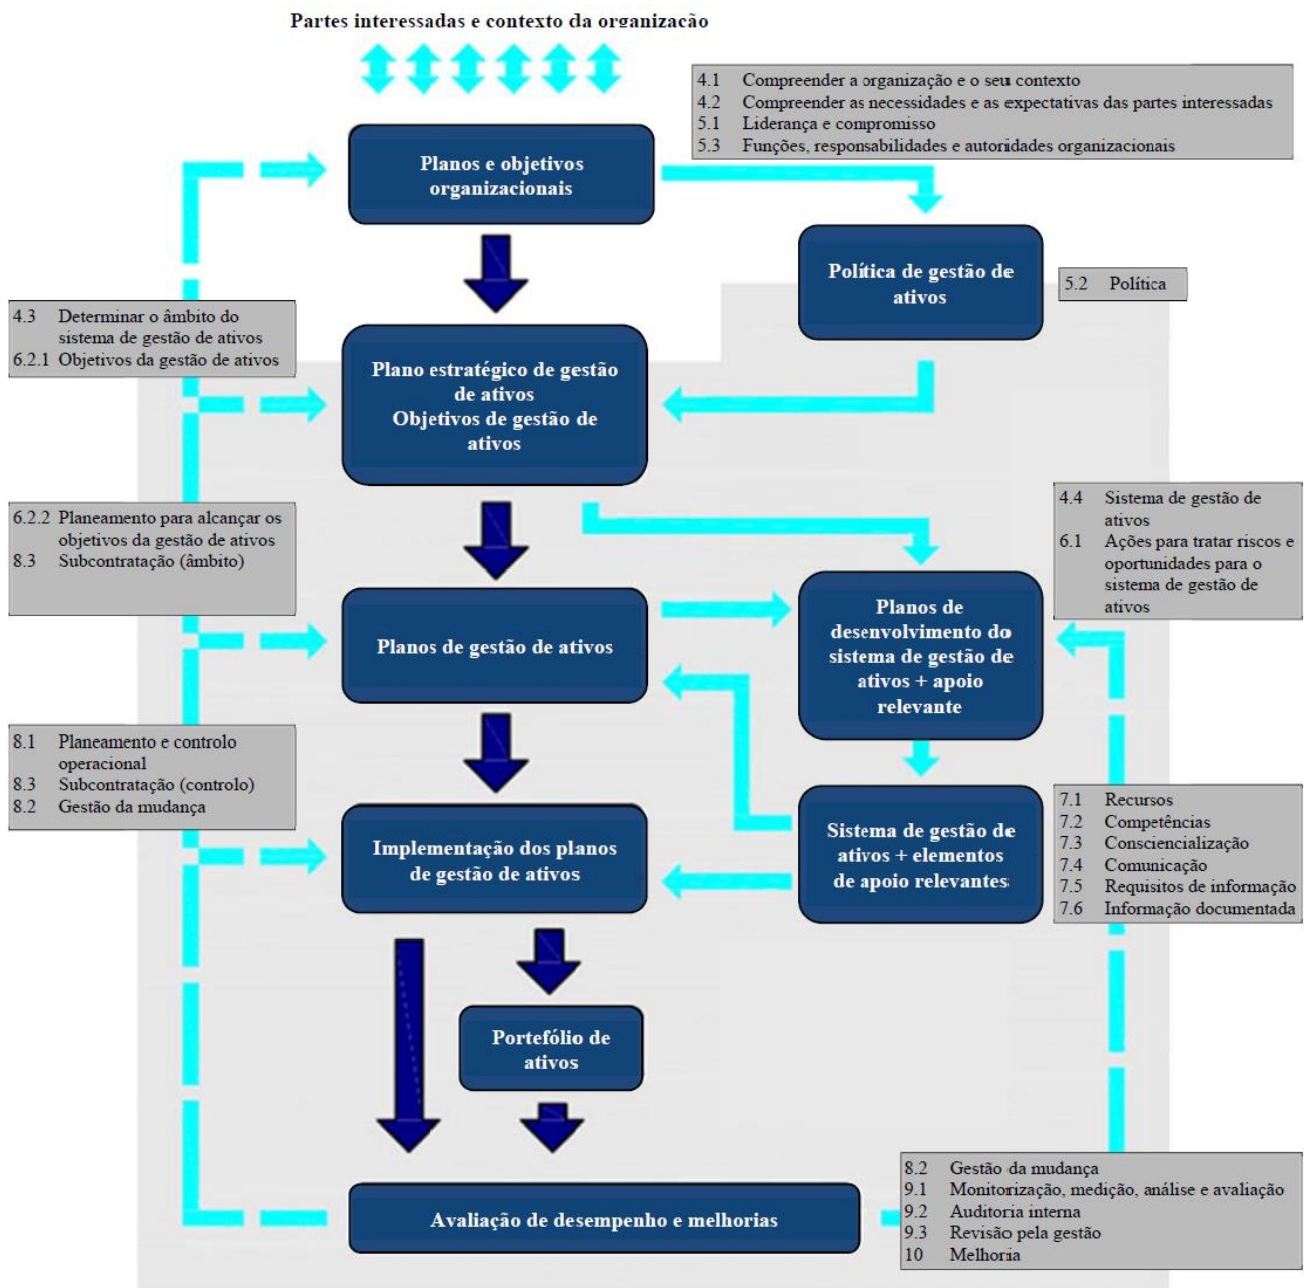 Partes interessadas e contexto da organização
4.1 Compreender a organização e o seu contexto
4.2 Compreender as necessidades e as expectativas das partes interessadas
5.1 Liderança e compromisso
5.3 Funções, responsabilidades e autoridades organizacionais
Planos e objetivos
organizacionais
Política de gestão de
ativos
5.2 Política
4.3 Determinar o âmbito do
sistema de gestão de ativos
6.2.1 Objetivos da gestão de ativos
Plano estratégico de gestão
de ativos
Objetivos de gestão de
ativos
6.2.2 Planeamento para alcançar os
objetivos da gestão de ativos
8.3 Subcontratação (âmbito)
4.4 Sistema de gestão de
ativos
6.1 Ações para tratar riscos e
oportunidades para o
sistema de gestão de
ativos
Planos de gestão de ativos
Planos de
desenvolvimento do
sistema de gestão de
ativos + apoio
relevante
8.1 Planeamento e controlo
operacional
8.3 Subcontratação (controlo)
8.2 Gestão da mudança
Implementação dos planos
de gestão de ativos
Sistema de gestão de
ativos + elementos
de apoio relevantes
7.1 Recursos
7.2 Competências
7.3 Consciencialização
7.4 Comunicação
7.5 Requisitos de informação
7.6 Informação documentada
Portefólio de
ativos
Avaliação de desempenho e melhorias
8.2 Gestão da mudança
9.1 Monitorização, medição, análise e avaliação
9.2 Auditoria interna
9.3 Revisão pela gestão
10 Melhoria